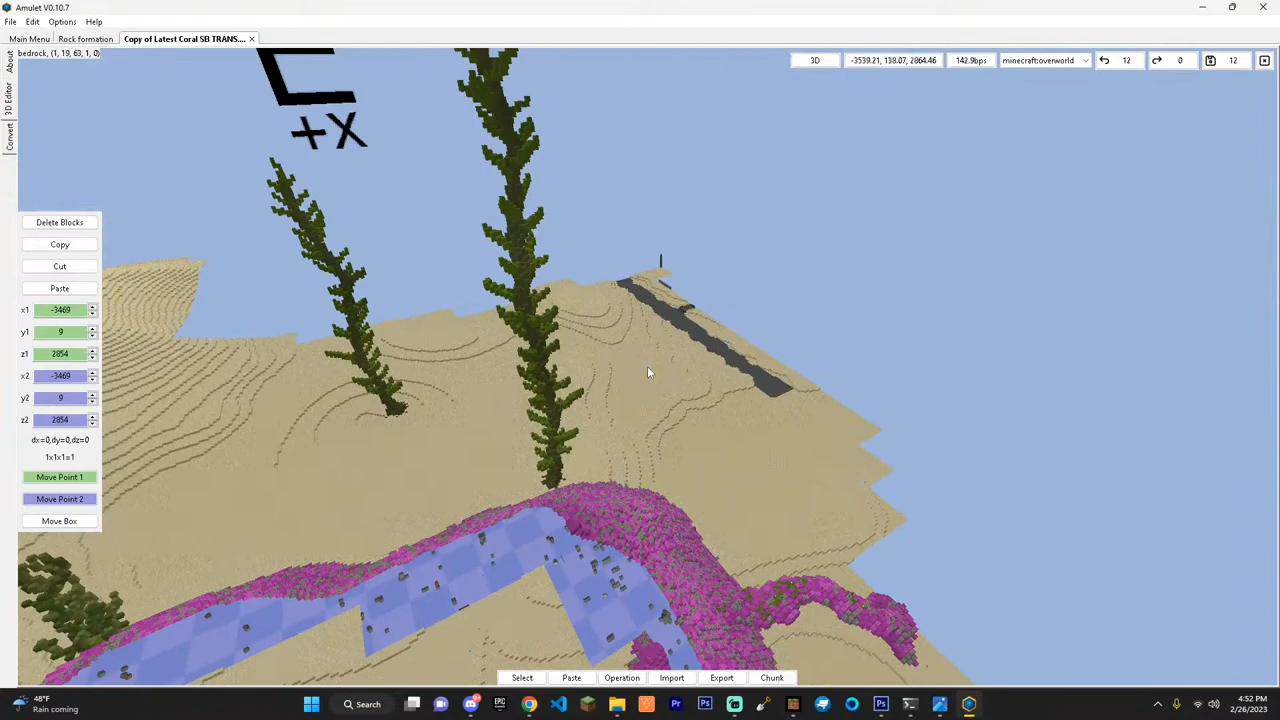 Amulet V0.10.7
File Edit Options Help
Main Menu Rock formation Copy of Latest Coral SB TRANS....
bedrock, (1, 19, 63, 1, 0)
3D -3539.21, 138.07, 2864.46 142.9bps minecraft:overworld 12 0 12
About
3D Editor
Convert
+X
Delete Blocks
Copy
Cut
Paste
x1 -3469
y1 9
z1 2854
x2 -3469
y2 9
z2 2854
dx=0,dy=0,dz=0
1x1x1=1
Move Point 1
Move Point 2
Move Box
Select Paste Operation Import Export Chunk
48°F
Rain coming
Search
4:52 PM
2/26/2023